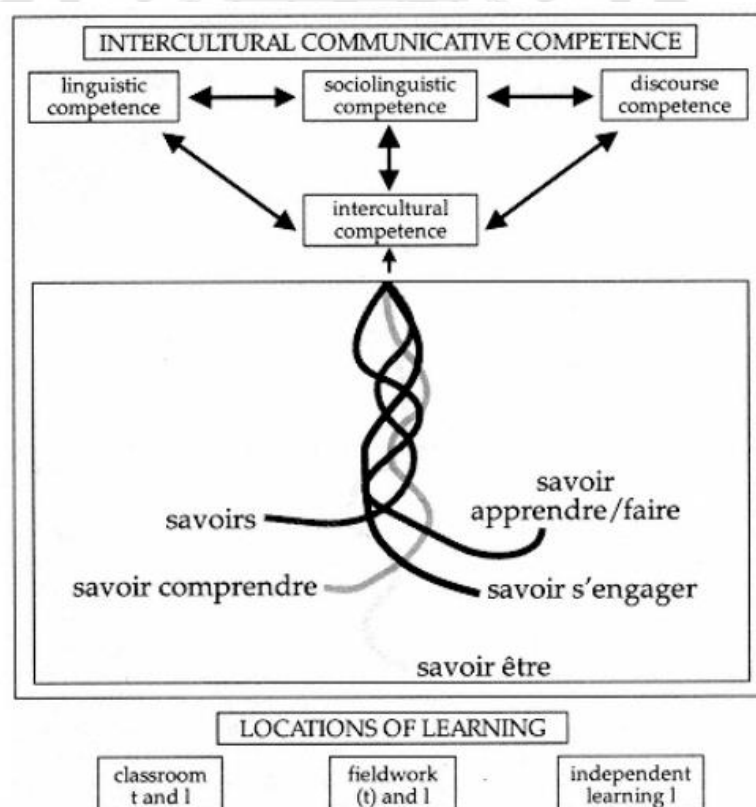 INTERCULTURAL COMMUNICATIVE COMPETENCE
linguistic
competence
sociolinguistic
competence
discourse
competence
intercultural
competence
savoir
apprendre/faire
savoirs
savoir comprendre
savoir s'engager
savoir être
LOCATIONS OF LEARNING
classroom
t and l
fieldwork
(t) and l
independent
learning l